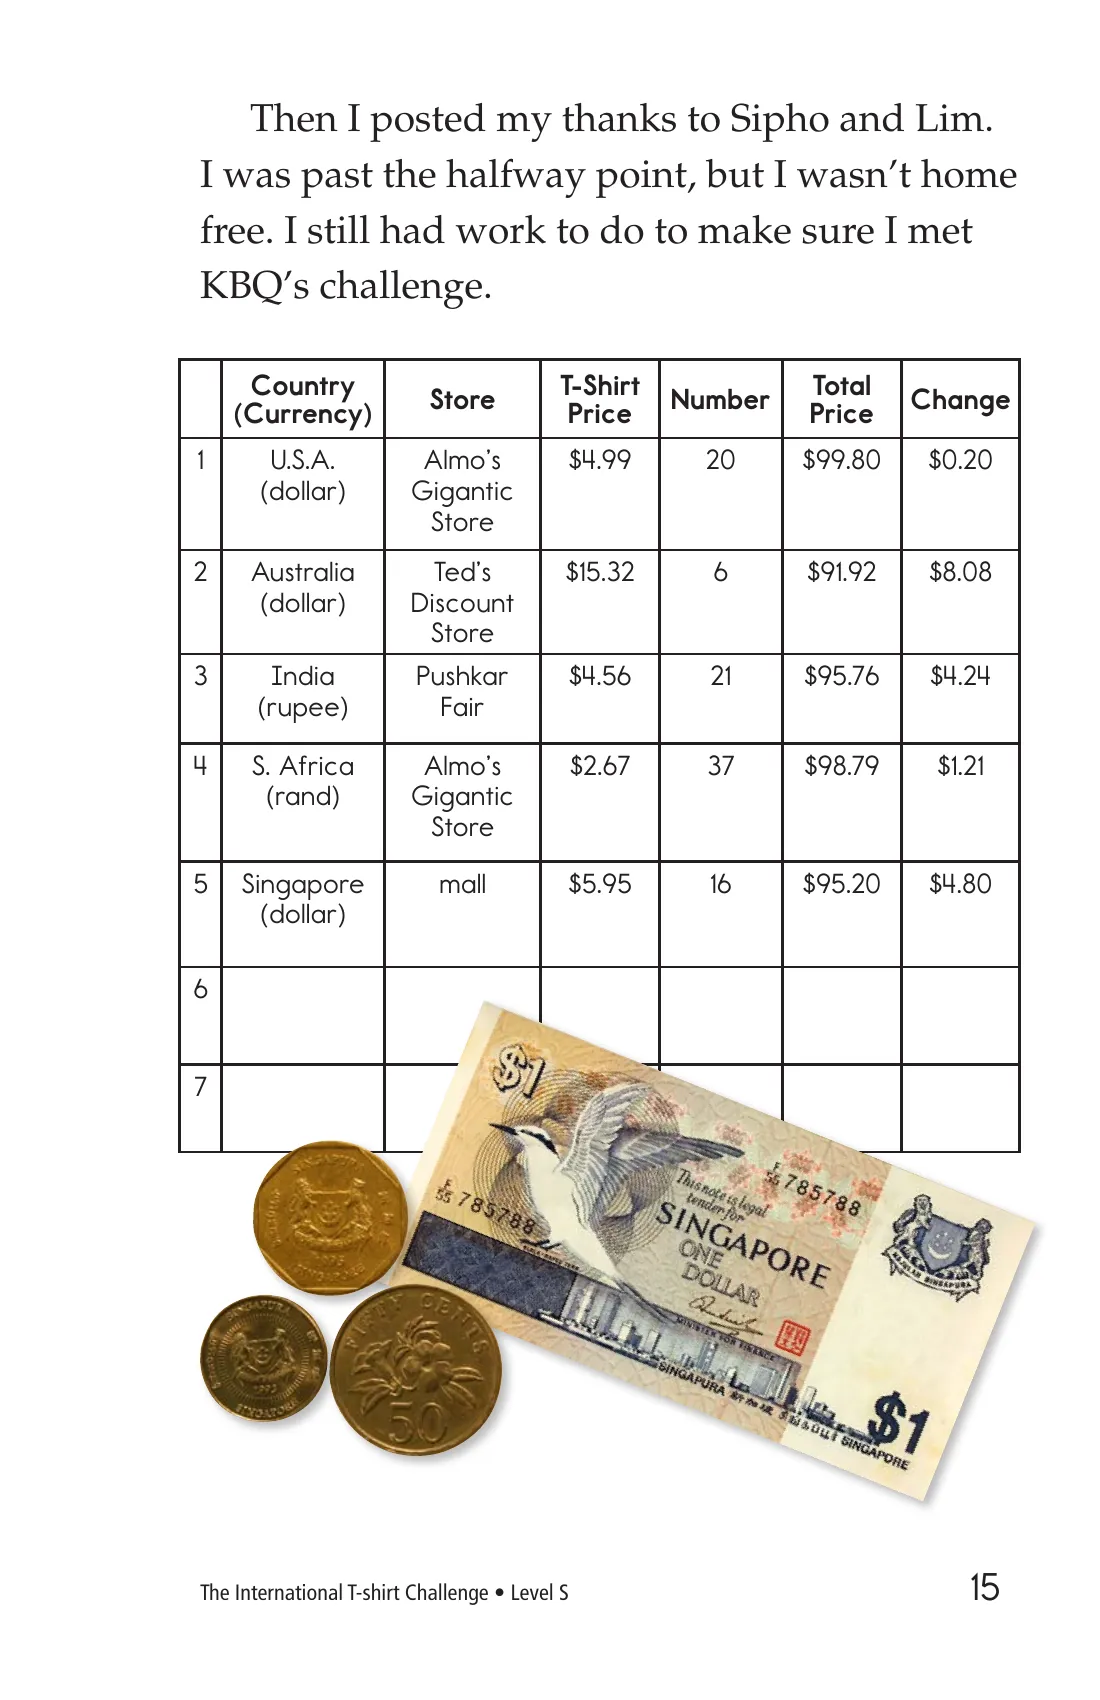 Then I posted my thanks to Sipho and Lim.
I was past the halfway point, but I wasn’t home
free. I still had work to do to make sure I met
KBQ’s challenge.
Country (Currency) Store T-Shirt Price Number Total Price Change
1 U.S.A. (dollar) Almo’s Gigantic Store $4.99 20 $99.80 $0.20
2 Australia (dollar) Ted’s Discount Store $15.32 6 $91.92 $8.08
3 India (rupee) Pushkar Fair $4.56 21 $95.76 $4.24
4 S. Africa (rand) Almo’s Gigantic Store $2.67 37 $98.79 $1.21
5 Singapore (dollar) mall $5.95 16 $95.20 $4.80
6
7
$1
F/55 785788
This note is legal
tender for
SINGAPORE
ONE
DOLLAR
MINISTER FOR FINANCE
F/55 785788
MAJULAH SINGAPURA
SINGAPURA
SINGAPORE
$1
SINGAPURA
SINGAPORE
SINGAPURA
1993
SINGAPORE
FIFTY CENTS
50
The International T-shirt Challenge • Level S
15